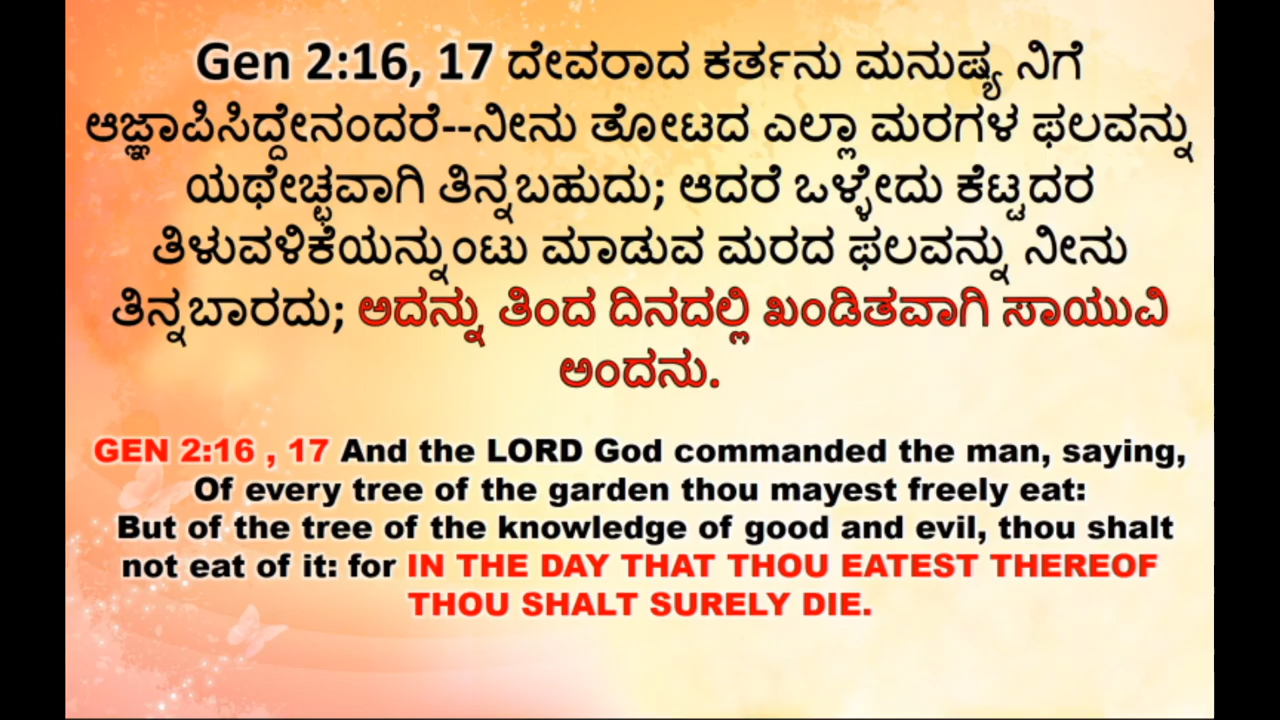 Gen 2:16, 17 ದೇವರಾದ ಕರ್ತನು ಮನುಷ್ಯ ನಿಗೆ
ಆಜ್ಞಾಪಿಸಿದ್ದೇನಂದರೆ--ನೀನು ತೋಟದ ಎಲ್ಲಾ ಮರಗಳ ಫಲವನ್ನು
ಯಥೇಚ್ಛವಾಗಿ ತಿನ್ನಬಹುದು; ಆದರೆ ಒಳ್ಳೇದು ಕೆಟ್ಟದರ
ತಿಳುವಳಿಕೆಯನ್ನುಂಟು ಮಾಡುವ ಮರದ ಫಲವನ್ನು ನೀನು
ತಿನ್ನಬಾರದು; ಅದನ್ನು ತಿಂದ ದಿನದಲ್ಲಿ ಖಂಡಿತವಾಗಿ ಸಾಯುವಿ
ಅಂದನು.
GEN 2:16 , 17 And the LORD God commanded the man, saying,
Of every tree of the garden thou mayest freely eat:
But of the tree of the knowledge of good and evil, thou shalt
not eat of it: for IN THE DAY THAT THOU EATEST THEREOF
THOU SHALT SURELY DIE.